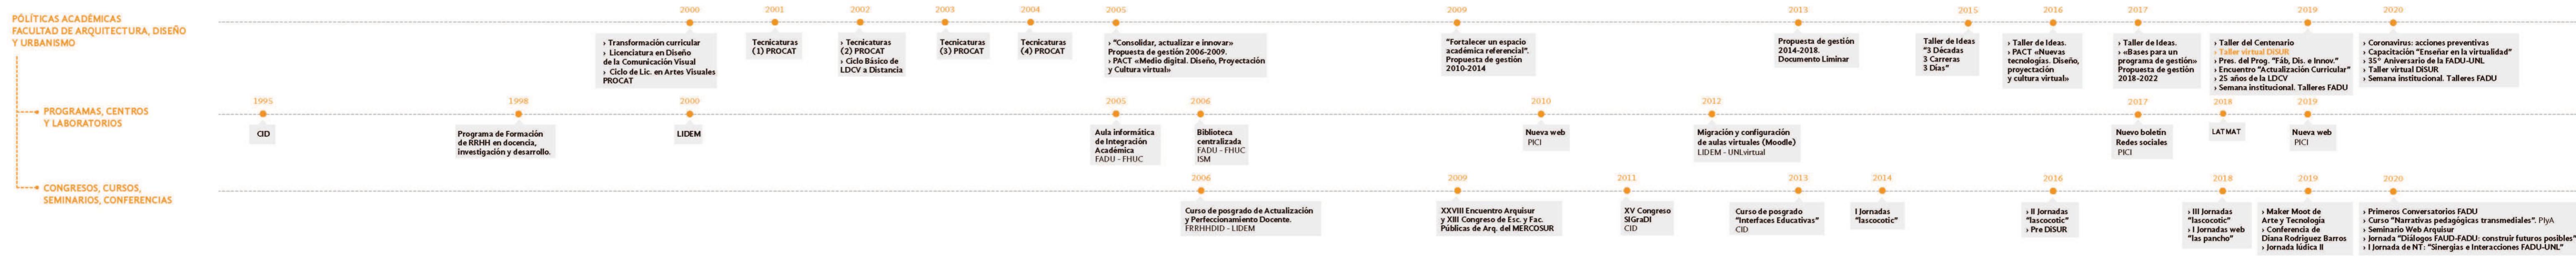 PÓLÍTICAS ACADÉMICAS
FACULTAD DE ARQUITECTURA, DISEÑO
Y URBANISMO
2000
› Transformación curricular
› Licenciatura en Diseño
de la Comunicación Visual
› Ciclo de Lic. en Artes Visuales
PROCAT
2001
Tecnicaturas
(1) PROCAT
2002
› Tecnicaturas
(2) PROCAT
› Ciclo Básico de
LDCV a Distancia
2003
Tecnicaturas
(3) PROCAT
2004
Tecnicaturas
(4) PROCAT
2005
› "Consolidar, actualizar e innovar»
Propuesta de gestión 2006-2009.
› PACT «Medio digital. Diseño, Proyectación
y Cultura virtual»
2009
"Fortalecer un espacio
académica referencial".
Propuesta de gestión
2010-2014
2013
Propuesta de gestión
2014-2018.
Documento Liminar
2015
Taller de Ideas
"3 Décadas
3 Carreras
3 Días"
2016
› Taller de Ideas.
› PACT «Nuevas
tecnologías. Diseño,
proyectación
y cultura virtual»
2017
› Taller de Ideas.
› «Bases para un
programa de gestión»
Propuesta de gestión
2018-2022
2019
› Taller del Centenario
› Taller virtual DiSUR
› Pres. del Prog. "Fáb, Dis. e Innov."
› Encuentro "Actualización Curricular"
› 25 años de la LDCV
› Semana institucional. Talleres FADU
2020
› Coronavirus: acciones preventivas
› Capacitación "Enseñar en la virtualidad"
› 35° Aniversario de la FADU-UNL
› Taller virtual DiSUR
› Semana institucional. Talleres FADU
PROGRAMAS, CENTROS
Y LABORATORIOS
1995
CID
1998
Programa de Formación
de RRHH en docencia,
investigación y desarrollo.
2000
LIDEM
2005
Aula informática
de Integración
Académica
FADU - FHUC
2006
Biblioteca
centralizada
FADU - FHUC
ISM
2010
Nueva web
PICI
2012
Migración y configuración
de aulas virtuales (Moodle)
LIDEM - UNLvirtual
2017
Nuevo boletín
Redes sociales
PICI
2018
LATMAT
2019
Nueva web
PICI
CONGRESOS, CURSOS,
SEMINARIOS, CONFERENCIAS
2006
Curso de posgrado de Actualización
y Perfeccionamiento Docente.
FRRHHDID - LIDEM
2009
XXVIII Encuentro Arquisur
y XIII Congreso de Esc. y Fac.
Públicas de Arq. del MERCOSUR
2011
XV Congreso
SIGraDI
CID
2013
Curso de posgrado
"Interfaces Educativas"
CID
2014
I Jornadas
"lascocotic"
2016
› II Jornadas
"lascocotic"
› Pre DiSUR
2018
› III Jornadas
"lascocotic"
› I Jornadas web
"las pancho"
2019
› Maker Moot de
Arte y Tecnología
› Conferencia de
Diana Rodríguez Barros
› Jornada lúdica II
2020
› Primeros Conversatorios FADU
› Curso "Narrativas pedagógicas transmediales". PIyA
› Seminario Web Arquisur
› Jornada "Diálogos FAUD-FADU: construir futuros posibles"
› I Jornada de NT: "Sinergias e Interacciones FADU-UNL"